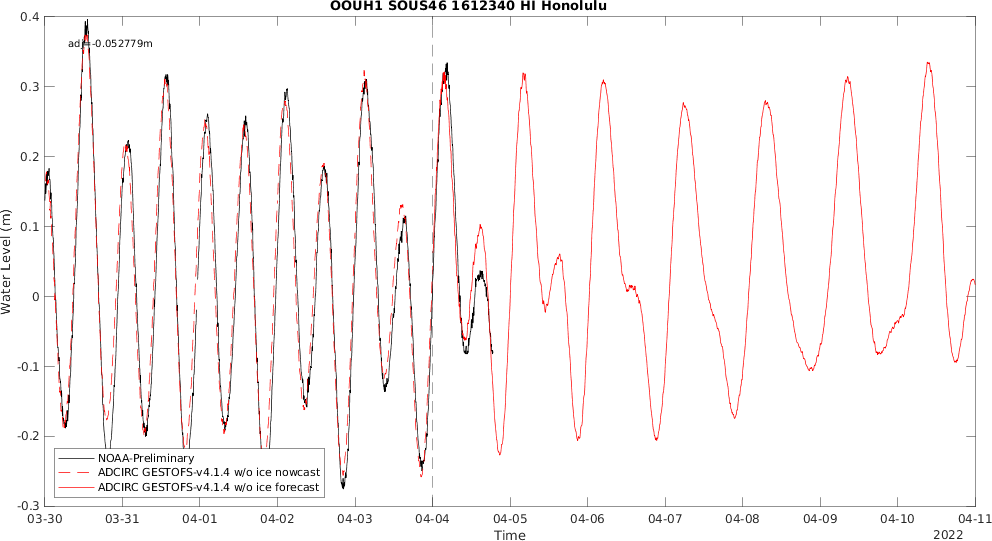 OOUH1 SOUS46 1612340 HI Honolulu
adj=-0.052779m
Water Level (m)
0.4
0.3
0.2
0.1
0
-0.1
-0.2
-0.3
NOAA-Preliminary
ADCIRC GESTOFS-v4.1.4 w/o ice nowcast
ADCIRC GESTOFS-v4.1.4 w/o ice forecast
03-30 03-31 04-01 04-02 04-03 04-04 04-05 04-06 04-07 04-08 04-09 04-10 04-11
Time
2022